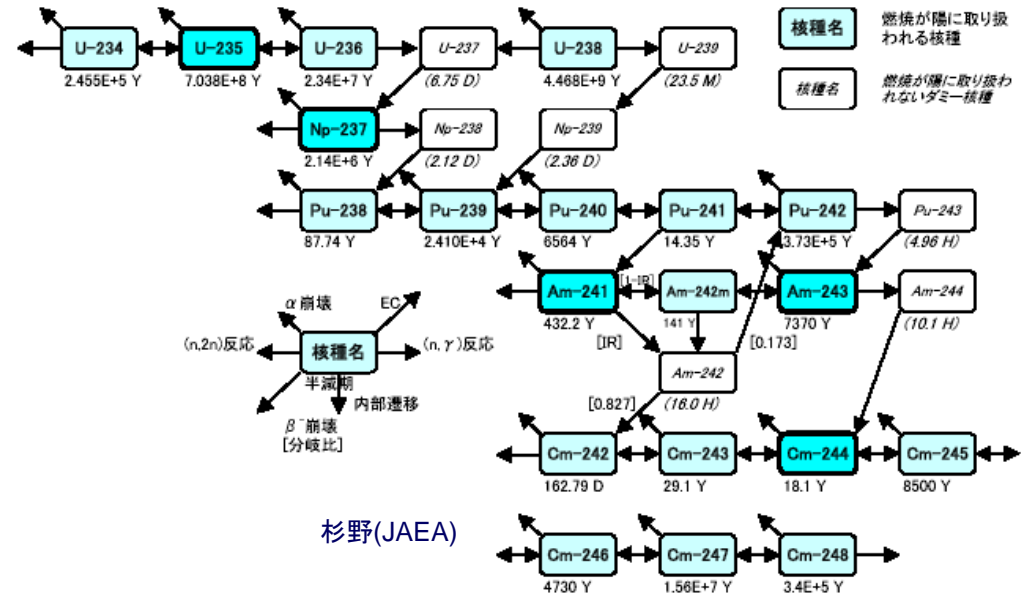 U-234
U-235
U-236
U-237
U-238
U-239
2.455E+5 Y
7.038E+8 Y
2.34E+7 Y
(6.75 D)
4.468E+9 Y
(23.5 M)
核種名
燃焼が陽に取り扱
われる核種
核種名
燃焼が陽に取り扱わ
れないダミー核種
Np-237
Np-238
Np-239
2.14E+6 Y
(2.12 D)
(2.36 D)
Pu-238
Pu-239
Pu-240
Pu-241
Pu-242
Pu-243
87.74 Y
2.410E+4 Y
6564 Y
14.35 Y
3.73E+5 Y
(4.96 H)
Am-241
[1-IR]
Am-242m
Am-243
Am-244
432.2 Y
141 Y
7370 Y
(10.1 H)
[IR]
[0.173]
Am-242
[0.827]
(16.0 H)
α崩壊
EC
(n,2n)反応
核種名
(n,γ)反応
半減期
内部遷移
β⁻崩壊
[分岐比]
Cm-242
Cm-243
Cm-244
Cm-245
162.79 D
29.1 Y
18.1 Y
8500 Y
杉野(JAEA)
Cm-246
Cm-247
Cm-248
4730 Y
1.56E+7 Y
3.4E+5 Y